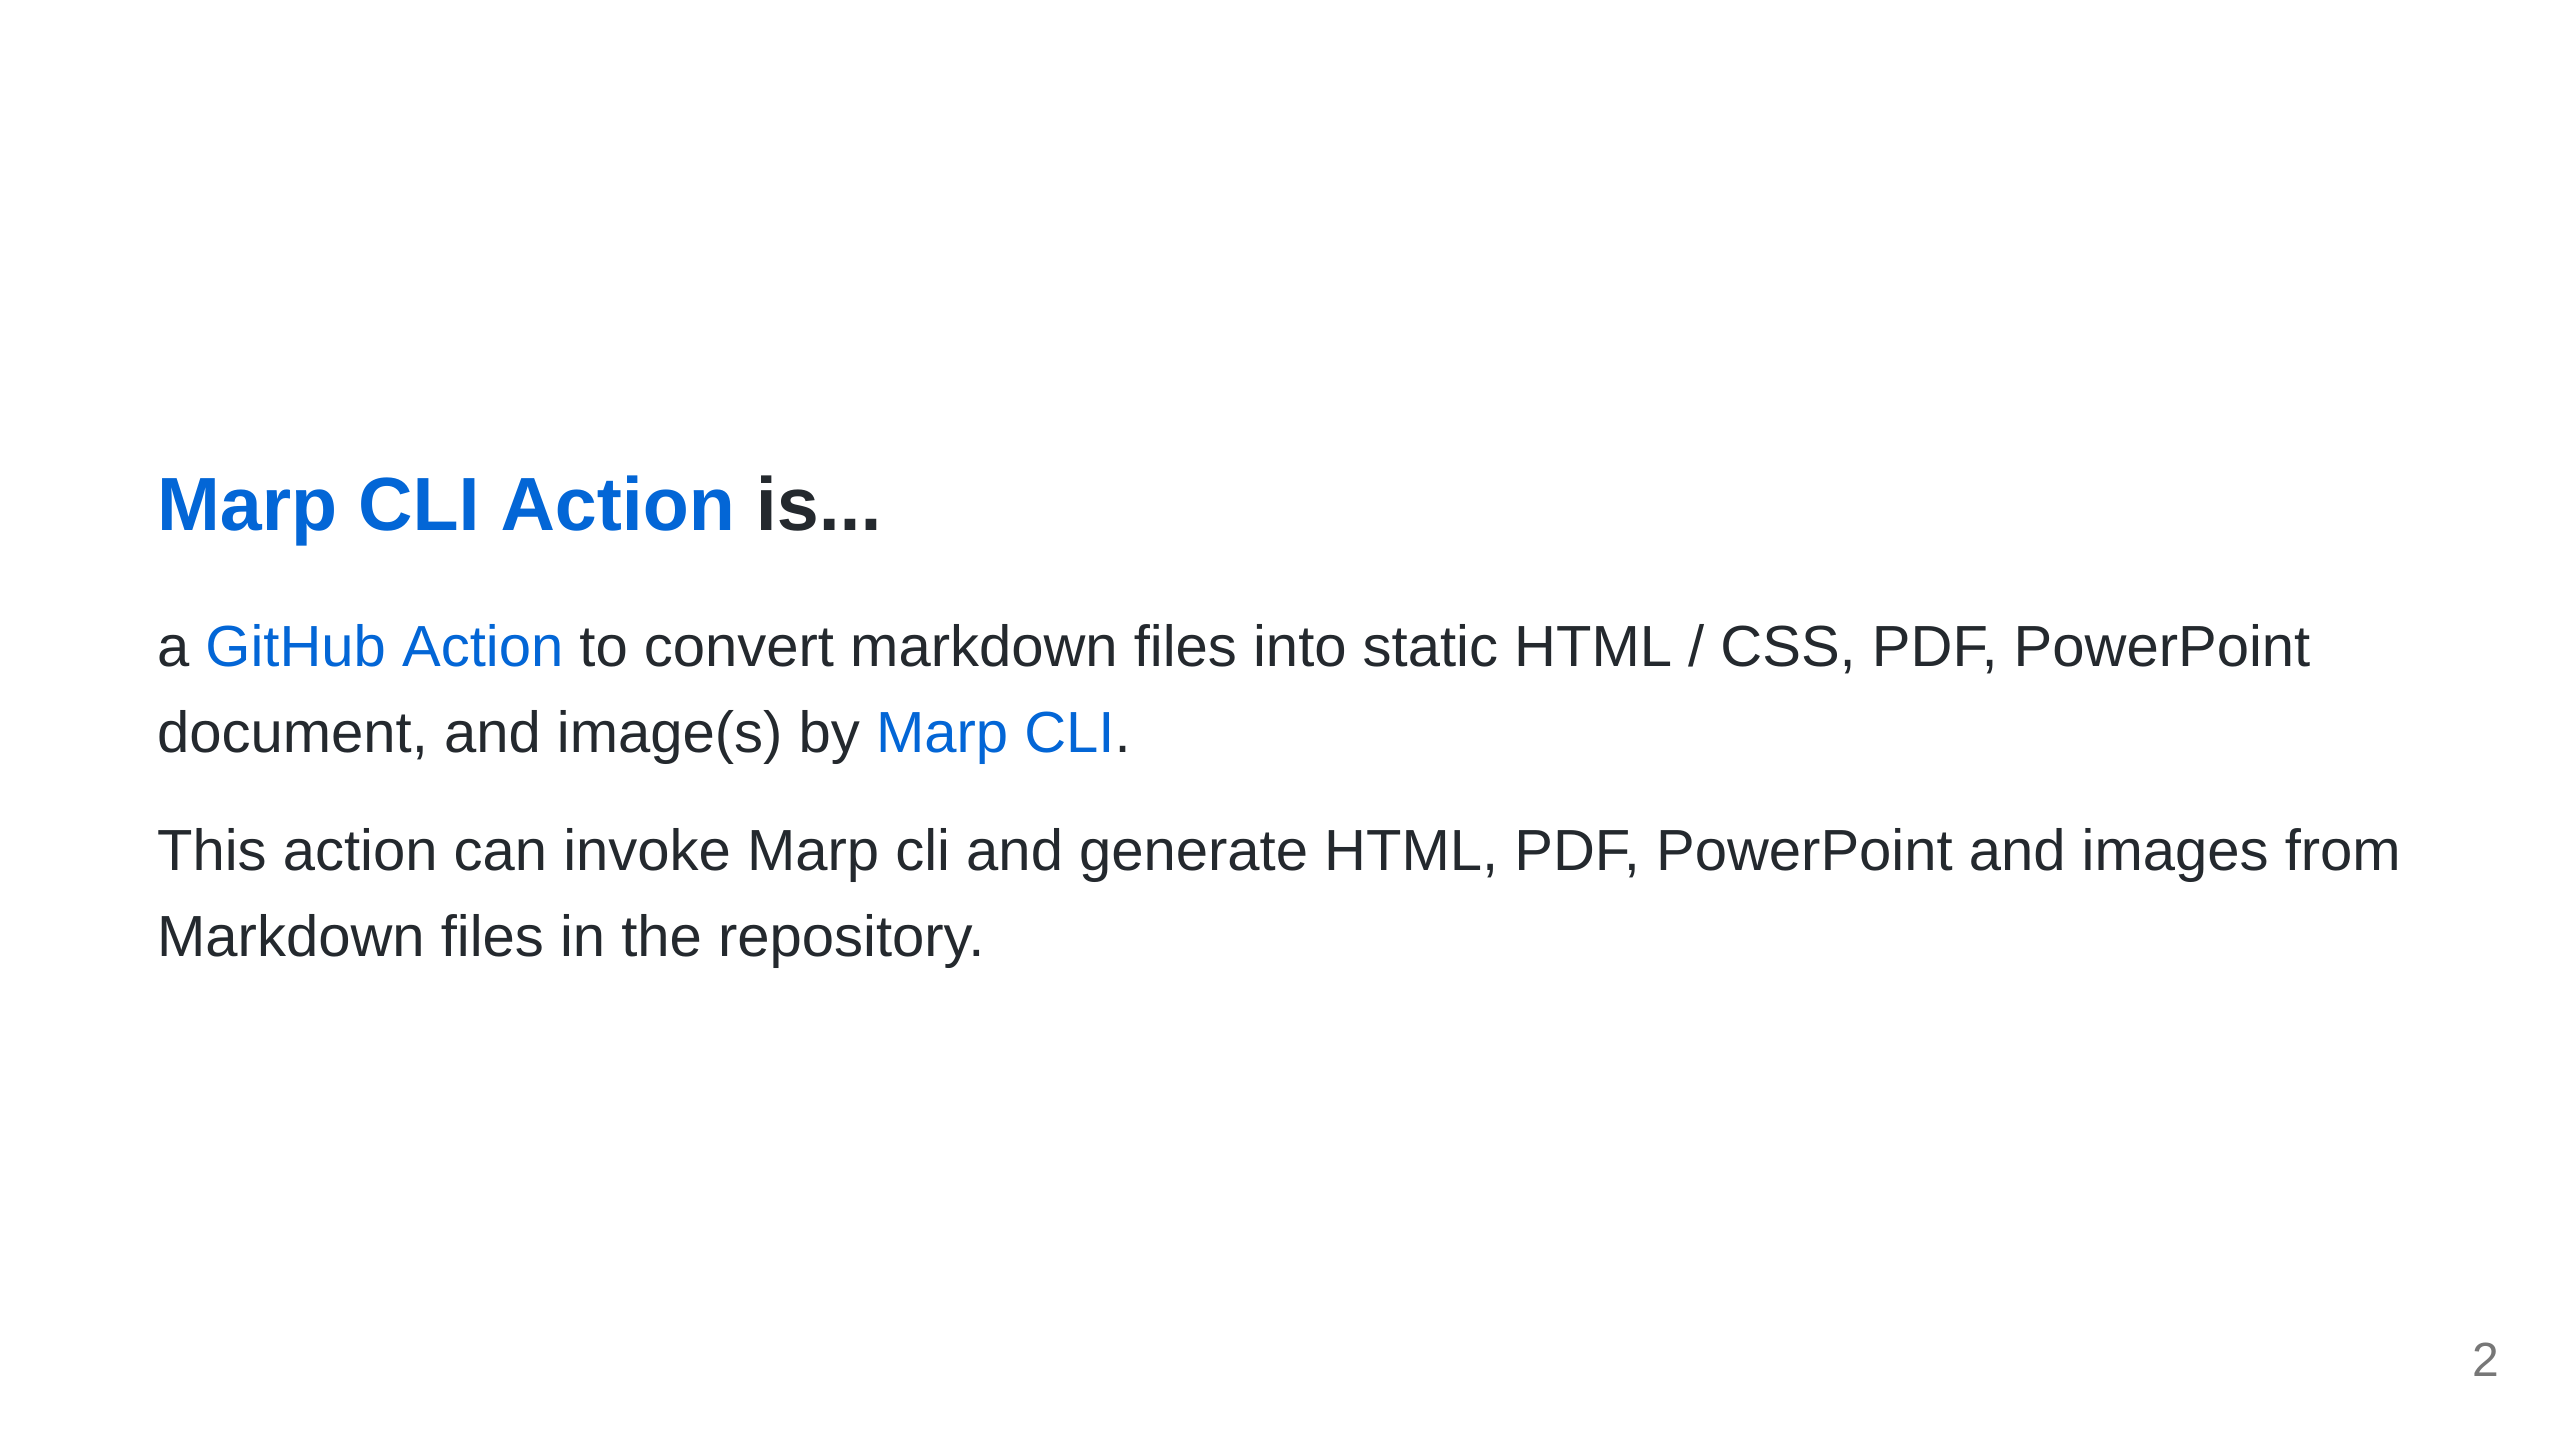 Marp CLI Action is...
a GitHub Action to convert markdown files into static HTML / CSS, PDF, PowerPoint
document, and image(s) by Marp CLI.
This action can invoke Marp cli and generate HTML, PDF, PowerPoint and images from
Markdown files in the repository.
2